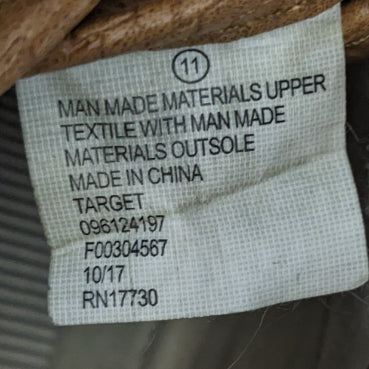 11
MAN MADE MATERIALS UPPER
TEXTILE WITH MAN MADE
MATERIALS OUTSOLE
MADE IN CHINA
TARGET
096124197
F00304567
10/17
RN17730